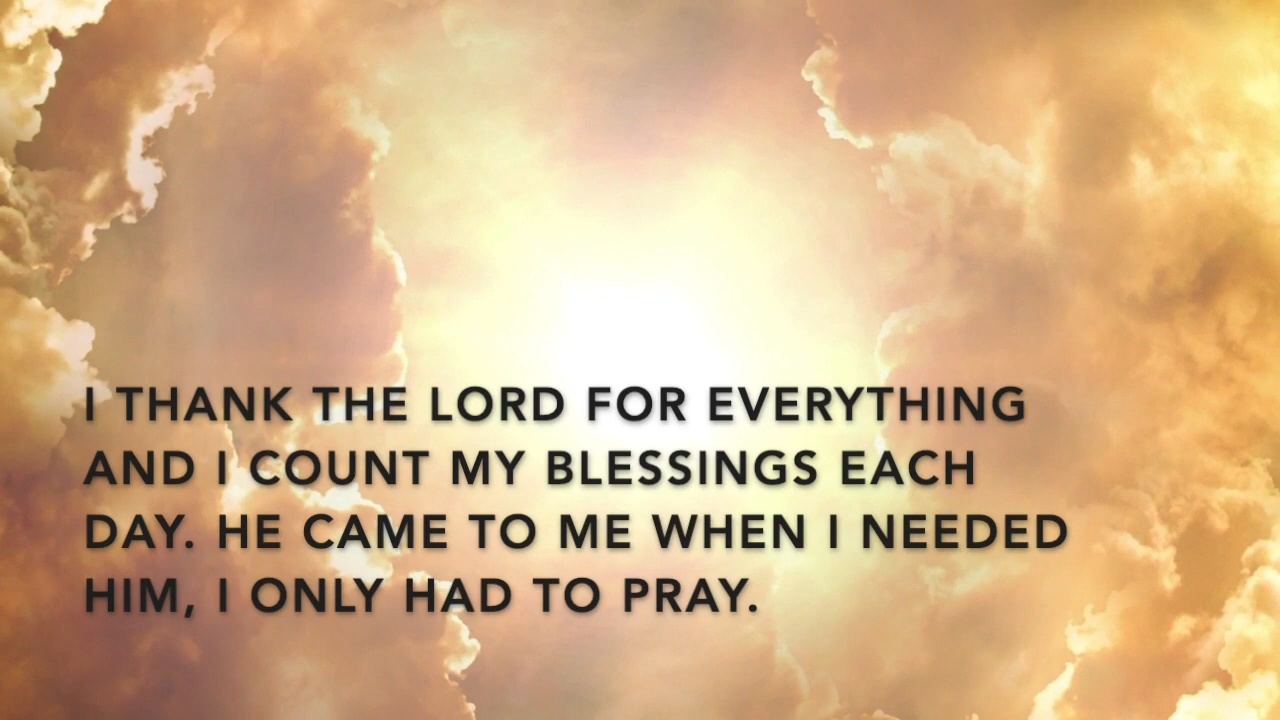 I THANK THE LORD FOR EVERYTHING
AND I COUNT MY BLESSINGS EACH
DAY. HE CAME TO ME WHEN I NEEDED
HIM, I ONLY HAD TO PRAY.